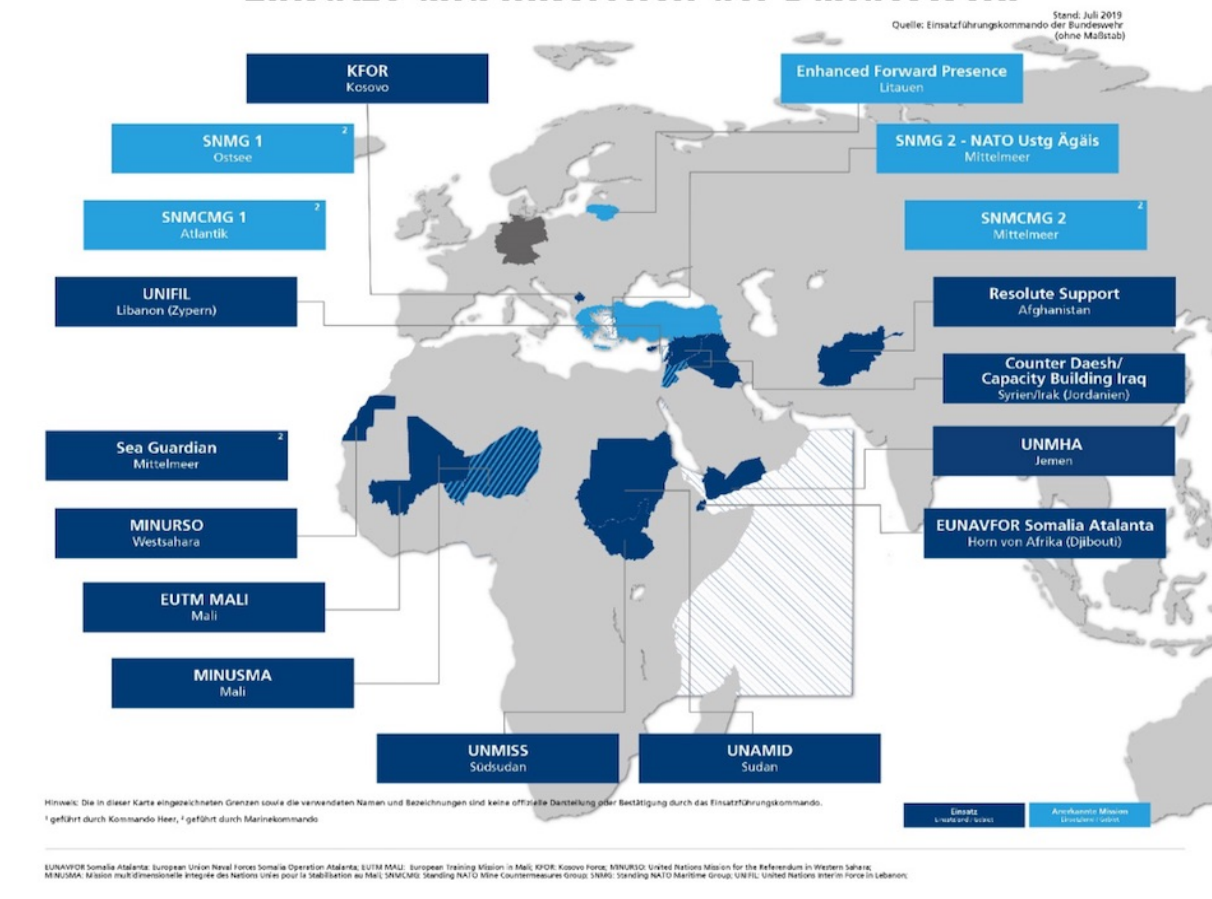 Stand: Juli 2019
Quelle: Einsatzführungskommando der Bundeswehr
(ohne Maßstab)
KFOR
Kosovo
Enhanced Forward Presence
Litauen
SNMG 1 2
Ostsee
SNMG 2 - NATO Ustg Ägäis
Mittelmeer
SNMCMG 1 2
Atlantik
SNMCMG 2 2
Mittelmeer
UNIFIL
Libanon (Zypern)
Resolute Support
Afghanistan
Counter Daesh/
Capacity Building Iraq
Syrien/Irak (Jordanien)
Sea Guardian 2
Mittelmeer
UNMHA
Jemen
MINURSO
Westsahara
EUNAVFOR Somalia Atalanta
Horn von Afrika (Djibouti)
EUTM MALI
Mali
MINUSMA
Mali
UNMISS
Südsudan
UNAMID
Sudan
Hinweis: Die in dieser Karte eingezeichneten Grenzen sowie die verwendeten Namen und Bezeichnungen sind keine offizielle Darstellung oder Bestätigung durch das Einsatzführungskommando.
¹ geführt durch Kommando Heer, ² geführt durch Marinekommando
Einsatz
Anerkannte Mission
EUNAVFOR Somalia Atalanta: European Union Naval Forces Somalia Operation Atalanta; EUTM MALI: European Training Mission in Mali; KFOR: Kosovo Force; MINURSO: United Nations Mission for the Referendum in Western Sahara;
MINUSMA: Mission multidimensionelle intégrée des Nations Unies pour la Stabilisation au Mali; SNMCMG: Standing NATO Mine Countermeasures Group; SNMG: Standing NATO Maritime Group; UNIFIL: United Nations Interim Force in Lebanon;